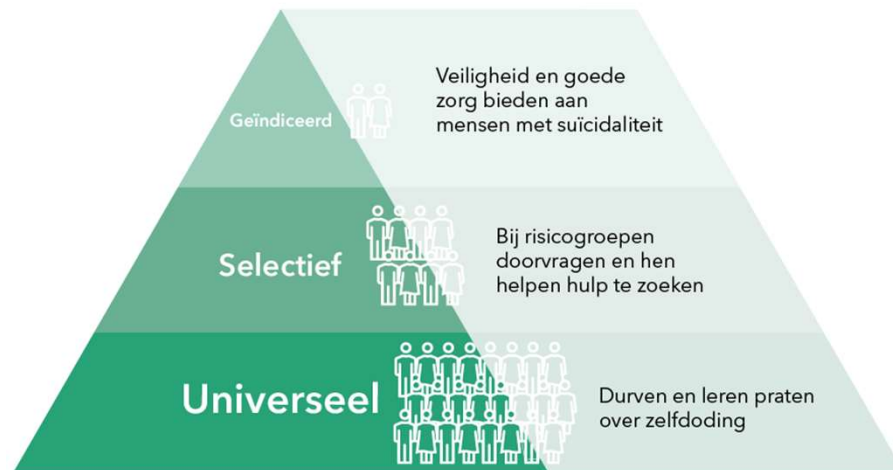 Geïndiceerd
Veiligheid en goede
zorg bieden aan
mensen met suïcidaliteit
Selectief
Bij risicogroepen
doorvragen en hen
helpen hulp te zoeken
Universeel
Durven en leren praten
over zelfdoding